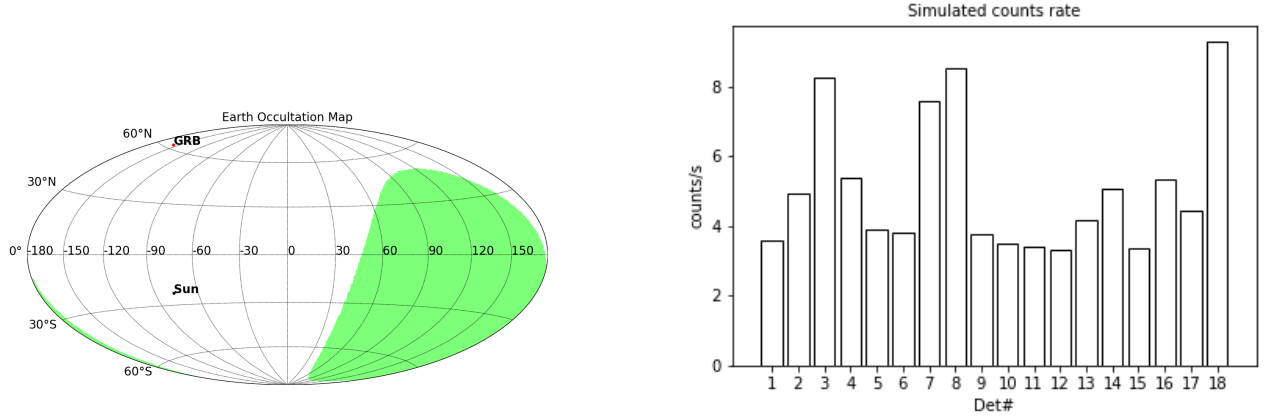 Earth Occultation Map
60°N
GRB
30°N
0° -180 -150 -120 -90 -60 -30 0 30 60 90 120 150
Sun
30°S
60°S
Simulated counts rate
counts/s
8
6
4
2
0
1 2 3 4 5 6 7 8 9 10 11 12 13 14 15 16 17 18
Det#